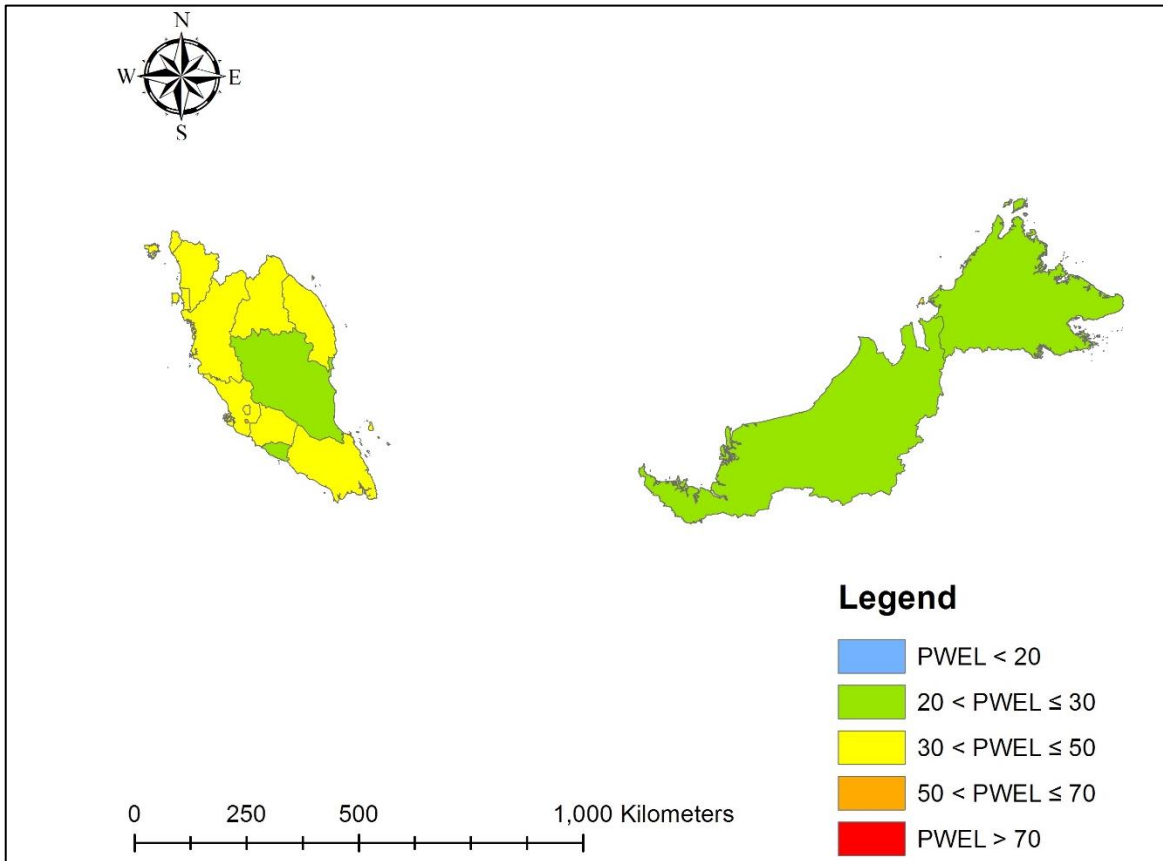 N
W E
S
Legend
PWEL < 20
20 < PWEL ≤ 30
30 < PWEL ≤ 50
50 < PWEL ≤ 70
PWEL > 70
0 250 500 1,000 Kilometers